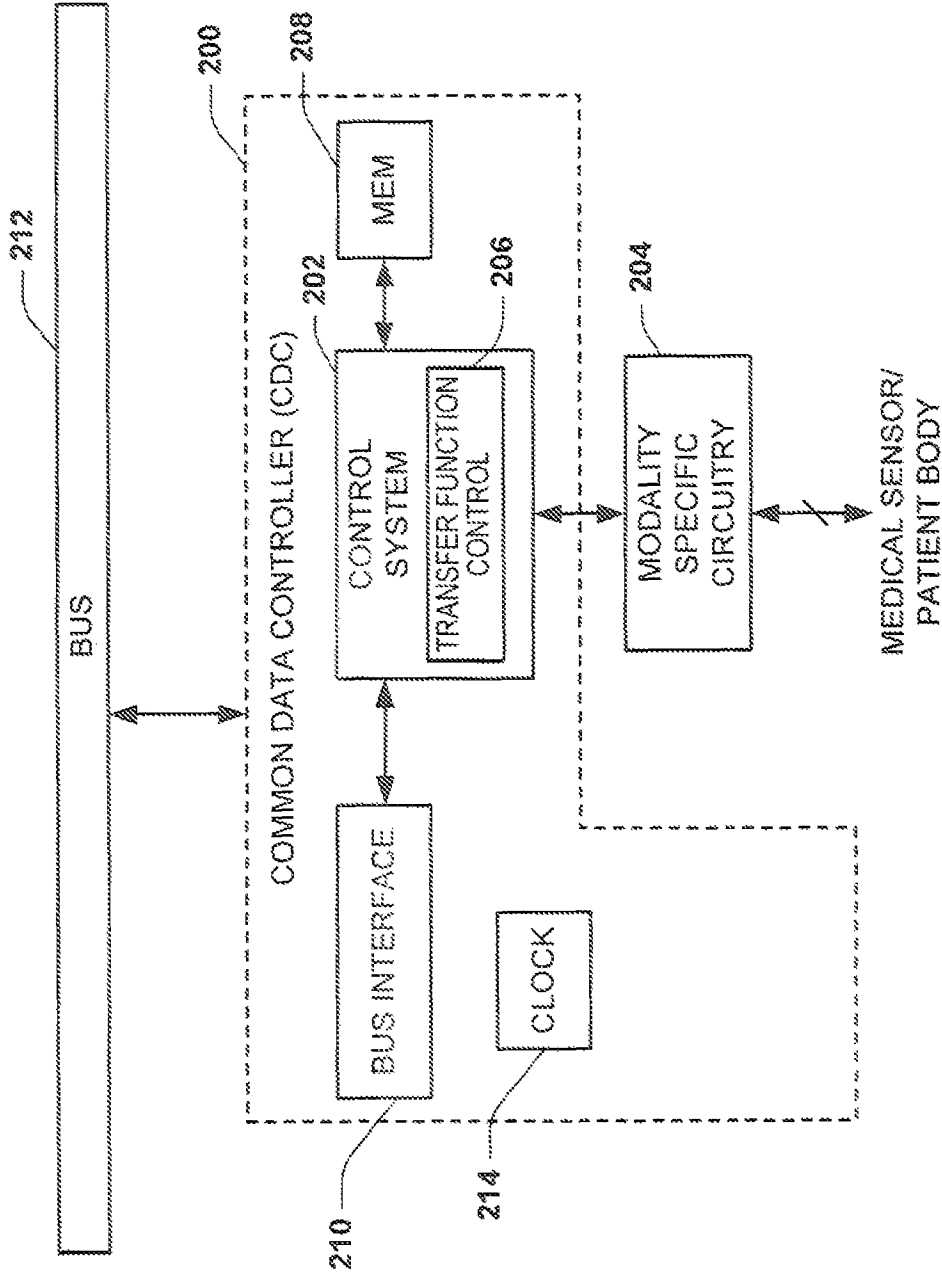 212
BUS
200
COMMON DATA CONTROLLER (CDC)
208
MEM
202
CONTROL
SYSTEM
206
TRANSFER FUNCTION
CONTROL
BUS INTERFACE
210
CLOCK
214
204
MODALITY
SPECIFIC
CIRCUITRY
MEDICAL SENSOR/
PATIENT BODY